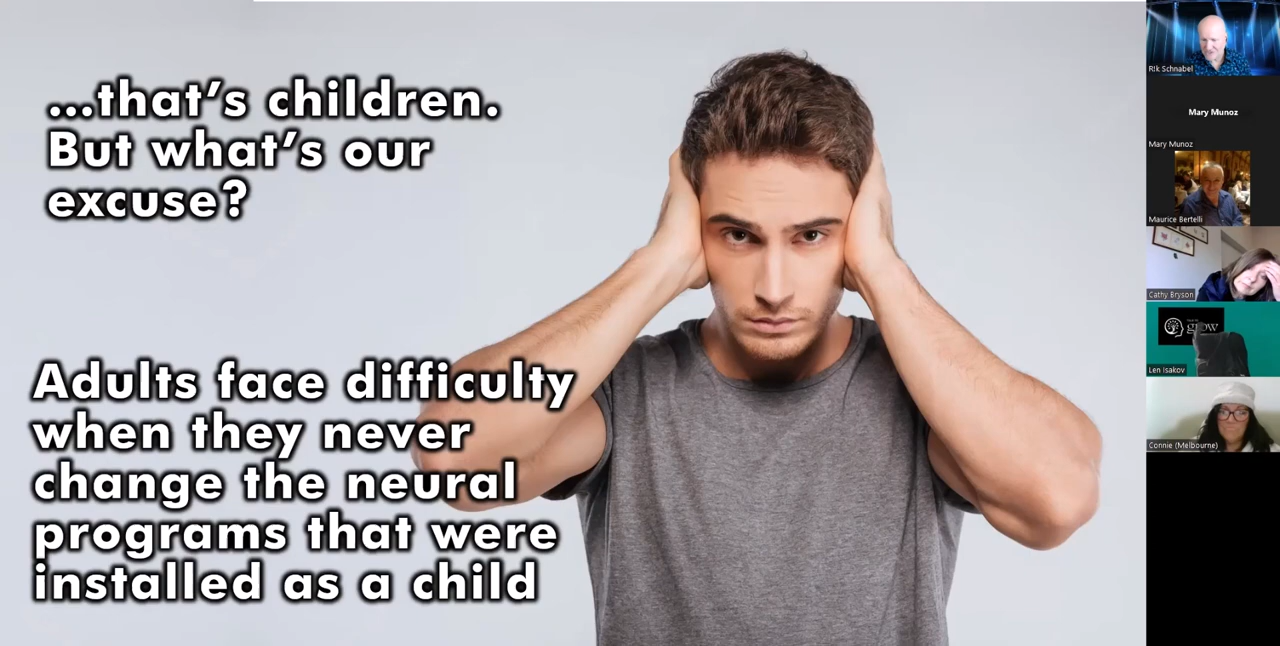 ...that's children.
But what's our
excuse?
Adults face difficulty
when they never
change the neural
programs that were
installed as a child
R!k Schnabel
Mary Munoz
Mary Munoz
Maurice Bertelli
Cathy Bryson
grow
Len Isakov
Connie (Melbourne)